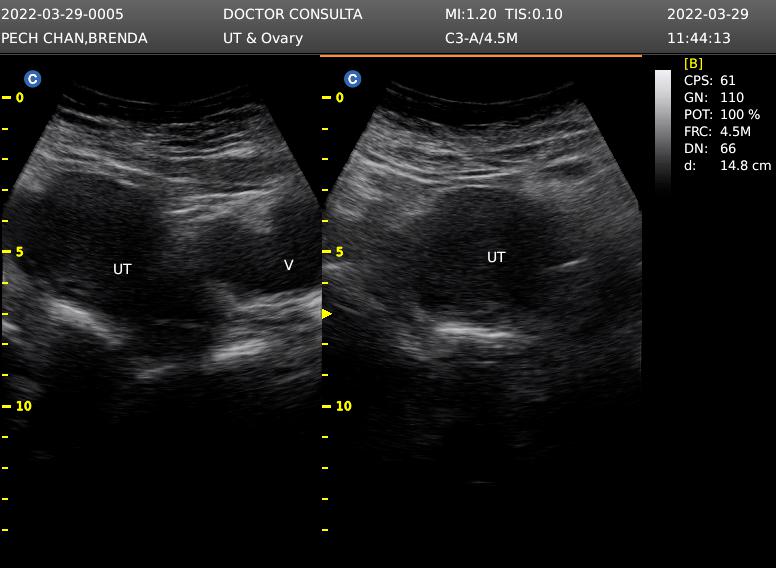 2022-03-29-0005 DOCTOR CONSULTA MI:1.20 TIS:0.10 2022-03-29
PECH CHAN,BRENDA UT & Ovary C3-A/4.5M 11:44:13
C
0
5
10
UT
V
C
0
5
10
UT
[B]
CPS: 61
GN: 110
POT: 100 %
FRC: 4.5M
DN: 66
d: 14.8 cm